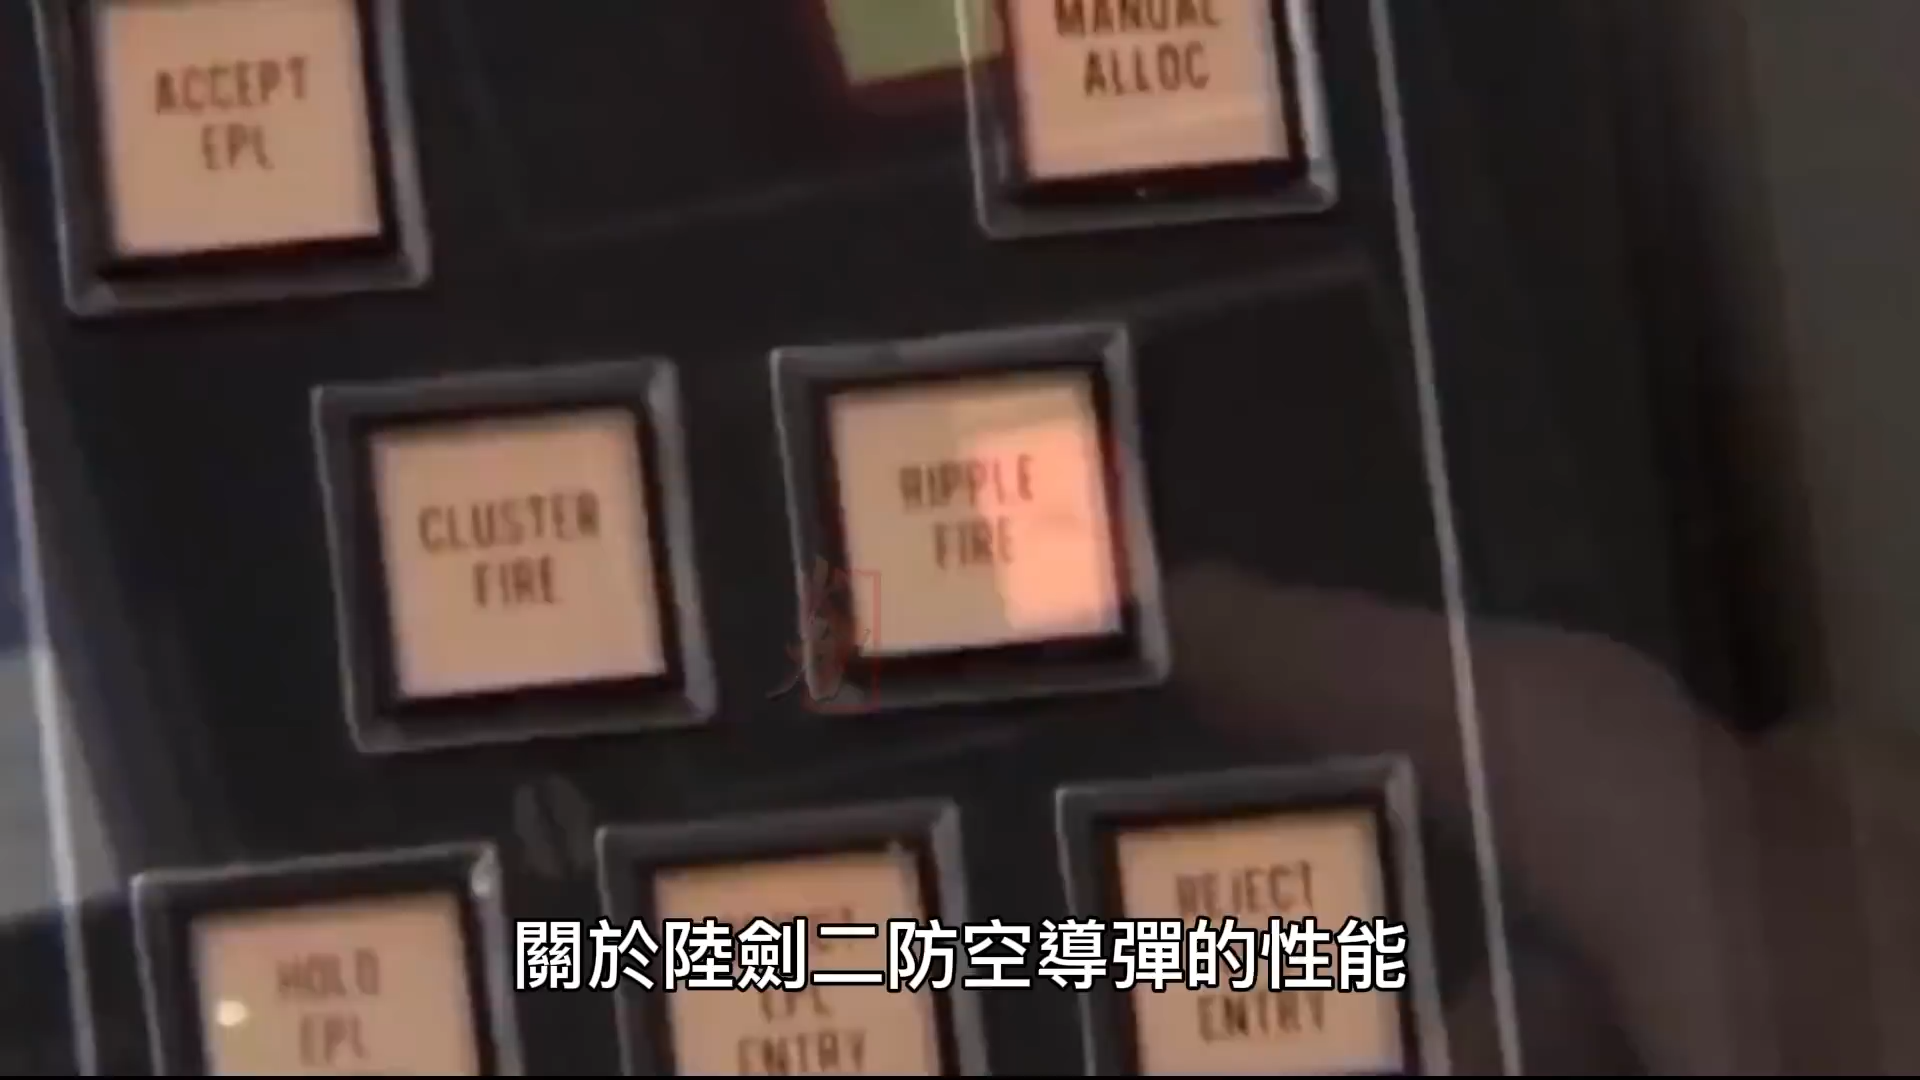 MANUAL
ALLOC
ACCEPT
EPL
CLUSTER
FIRE
RIPPLE
FIRE
HOLD
EPL
EPL
ENTRY
REJECT
ENTRY
關於陸劍二防空導彈的性能